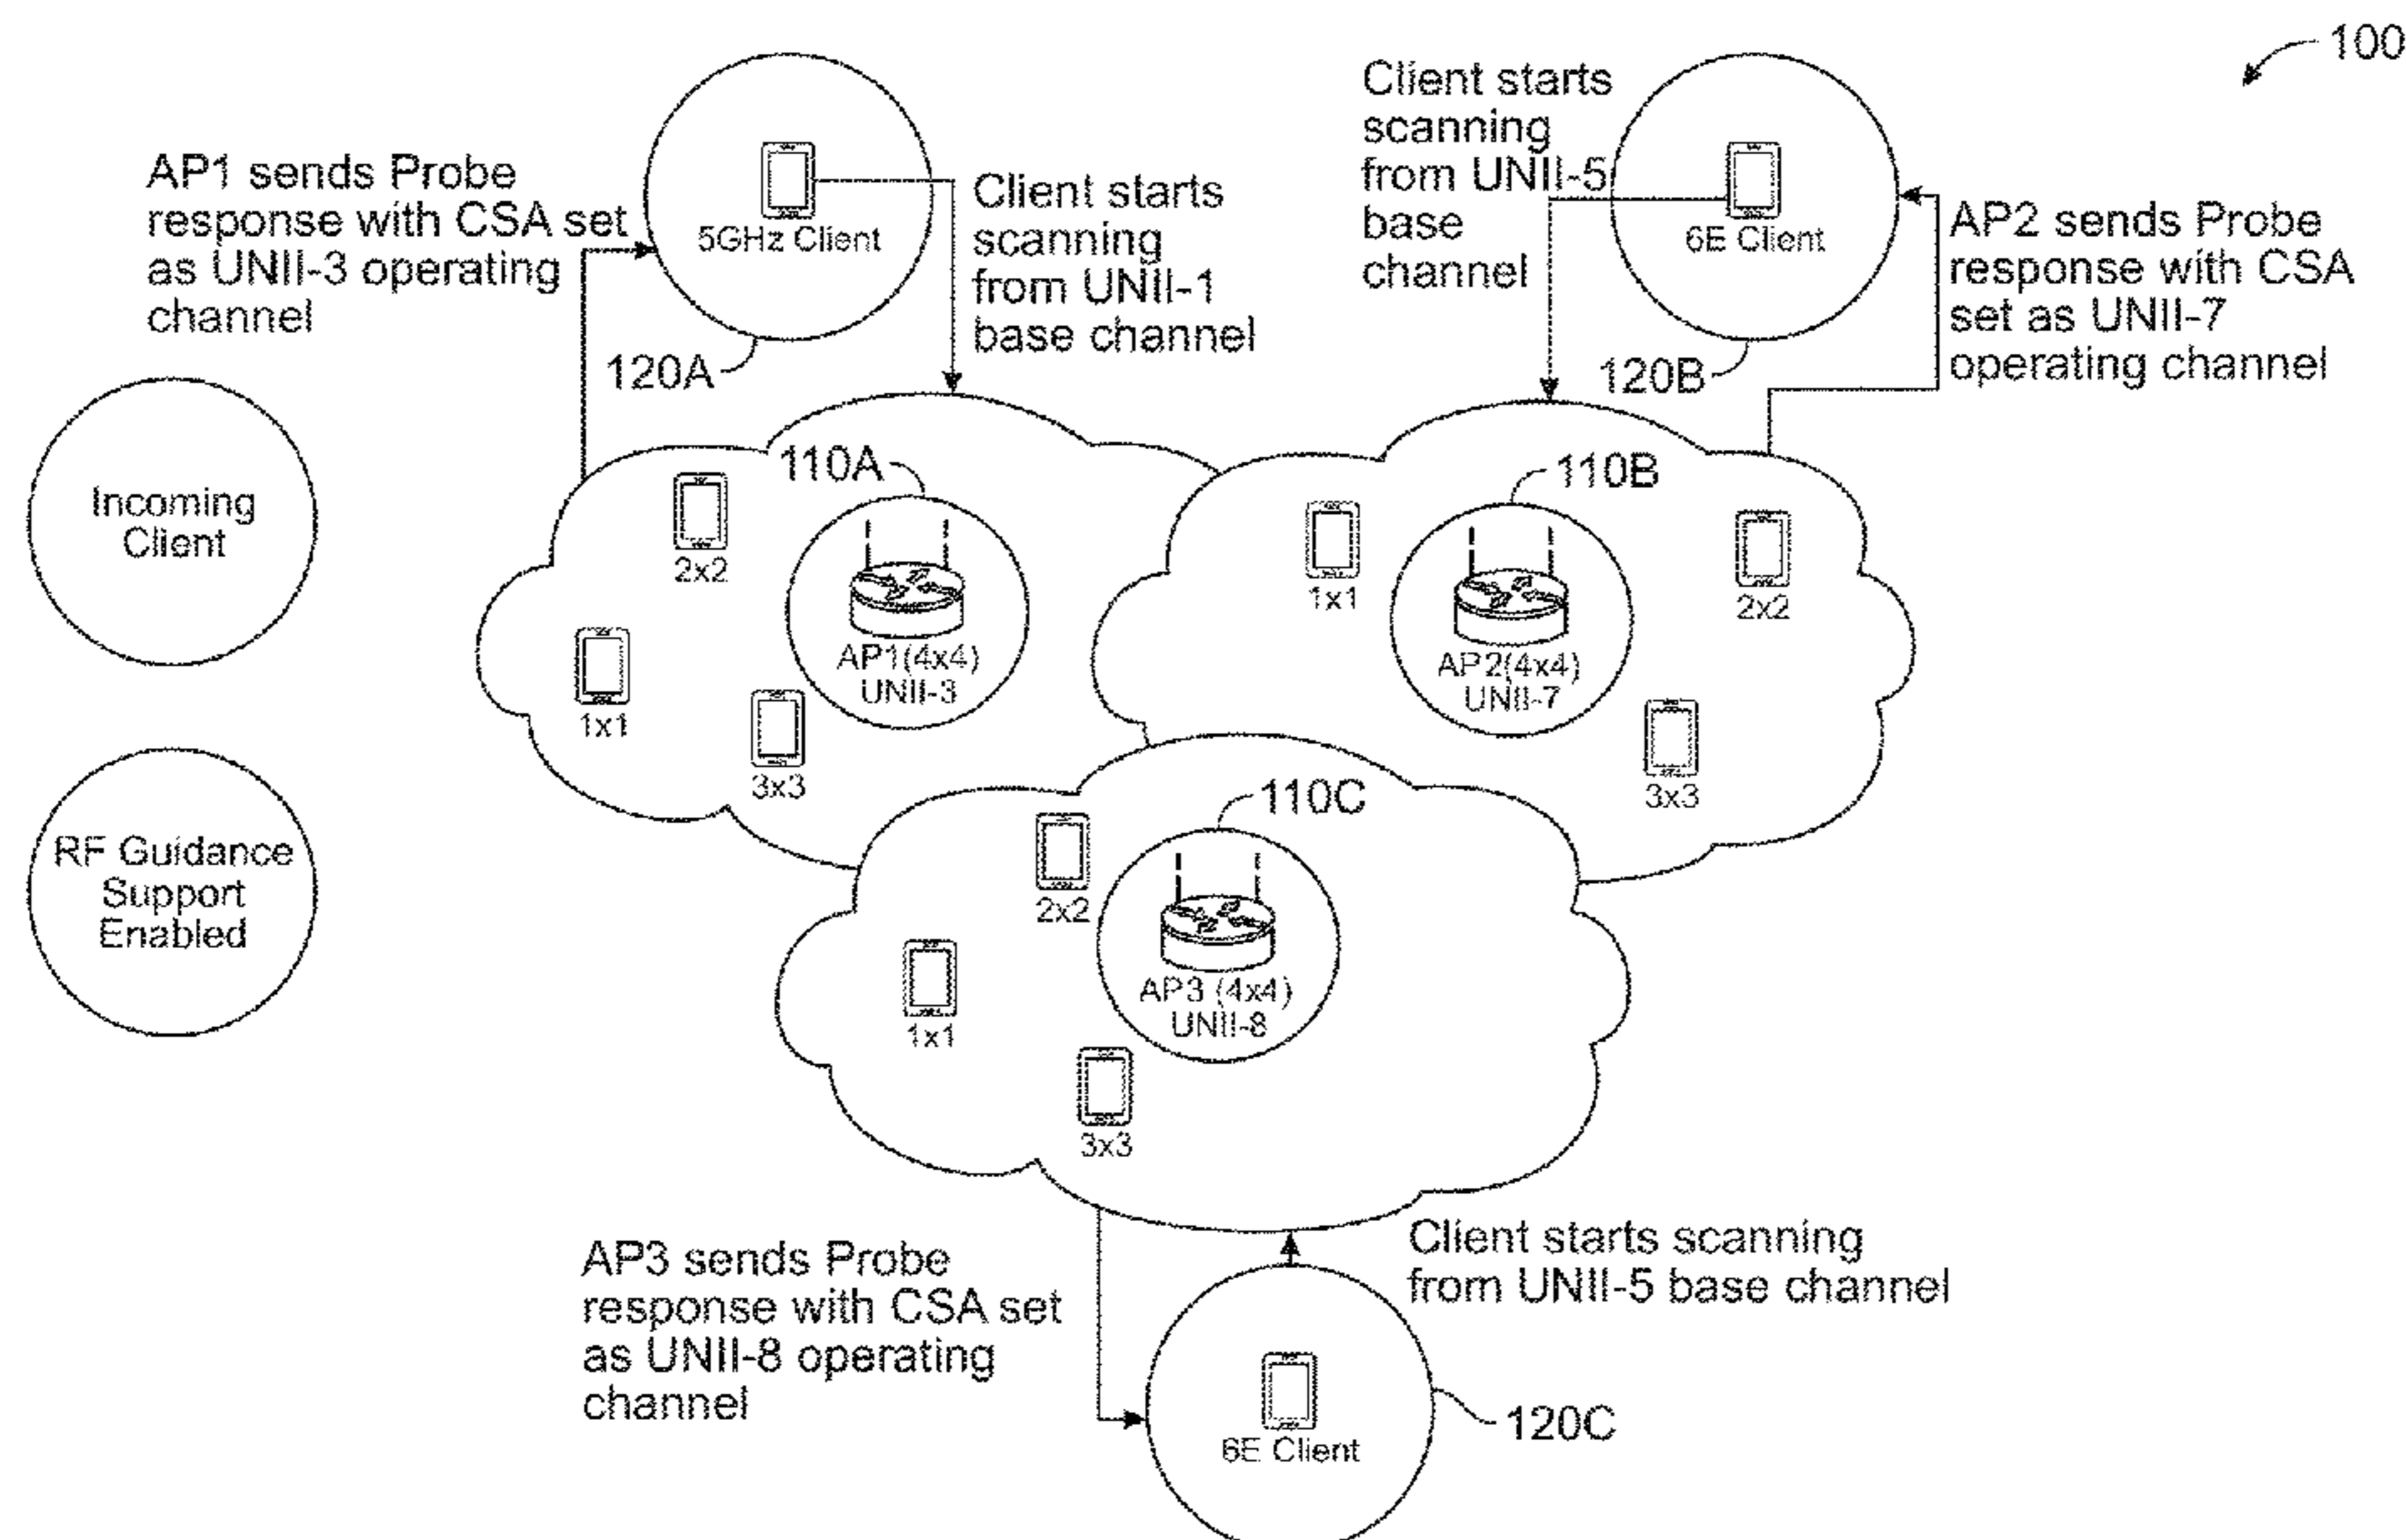 100
AP1 sends Probe
response with CSA set
as UNII-3 operating
channel
5GHz Client
120A
Client starts
scanning
from UNII-1
base channel
Client starts
scanning
from UNII-5
base
channel
6E Client
120B
AP2 sends Probe
response with CSA
set as UNII-7
operating channel
Incoming
Client
RF Guidance
Support
Enabled
110A
2x2
1x1
3x3
AP1(4x4)
UNII-3
110B
1x1
2x2
3x3
AP2(4x4)
UNII-7
110C
2x2
1x1
3x3
AP3 (4x4)
UNII-8
AP3 sends Probe
response with CSA set
as UNII-8 operating
channel
Client starts scanning
from UNII-5 base channel
6E Client
120C